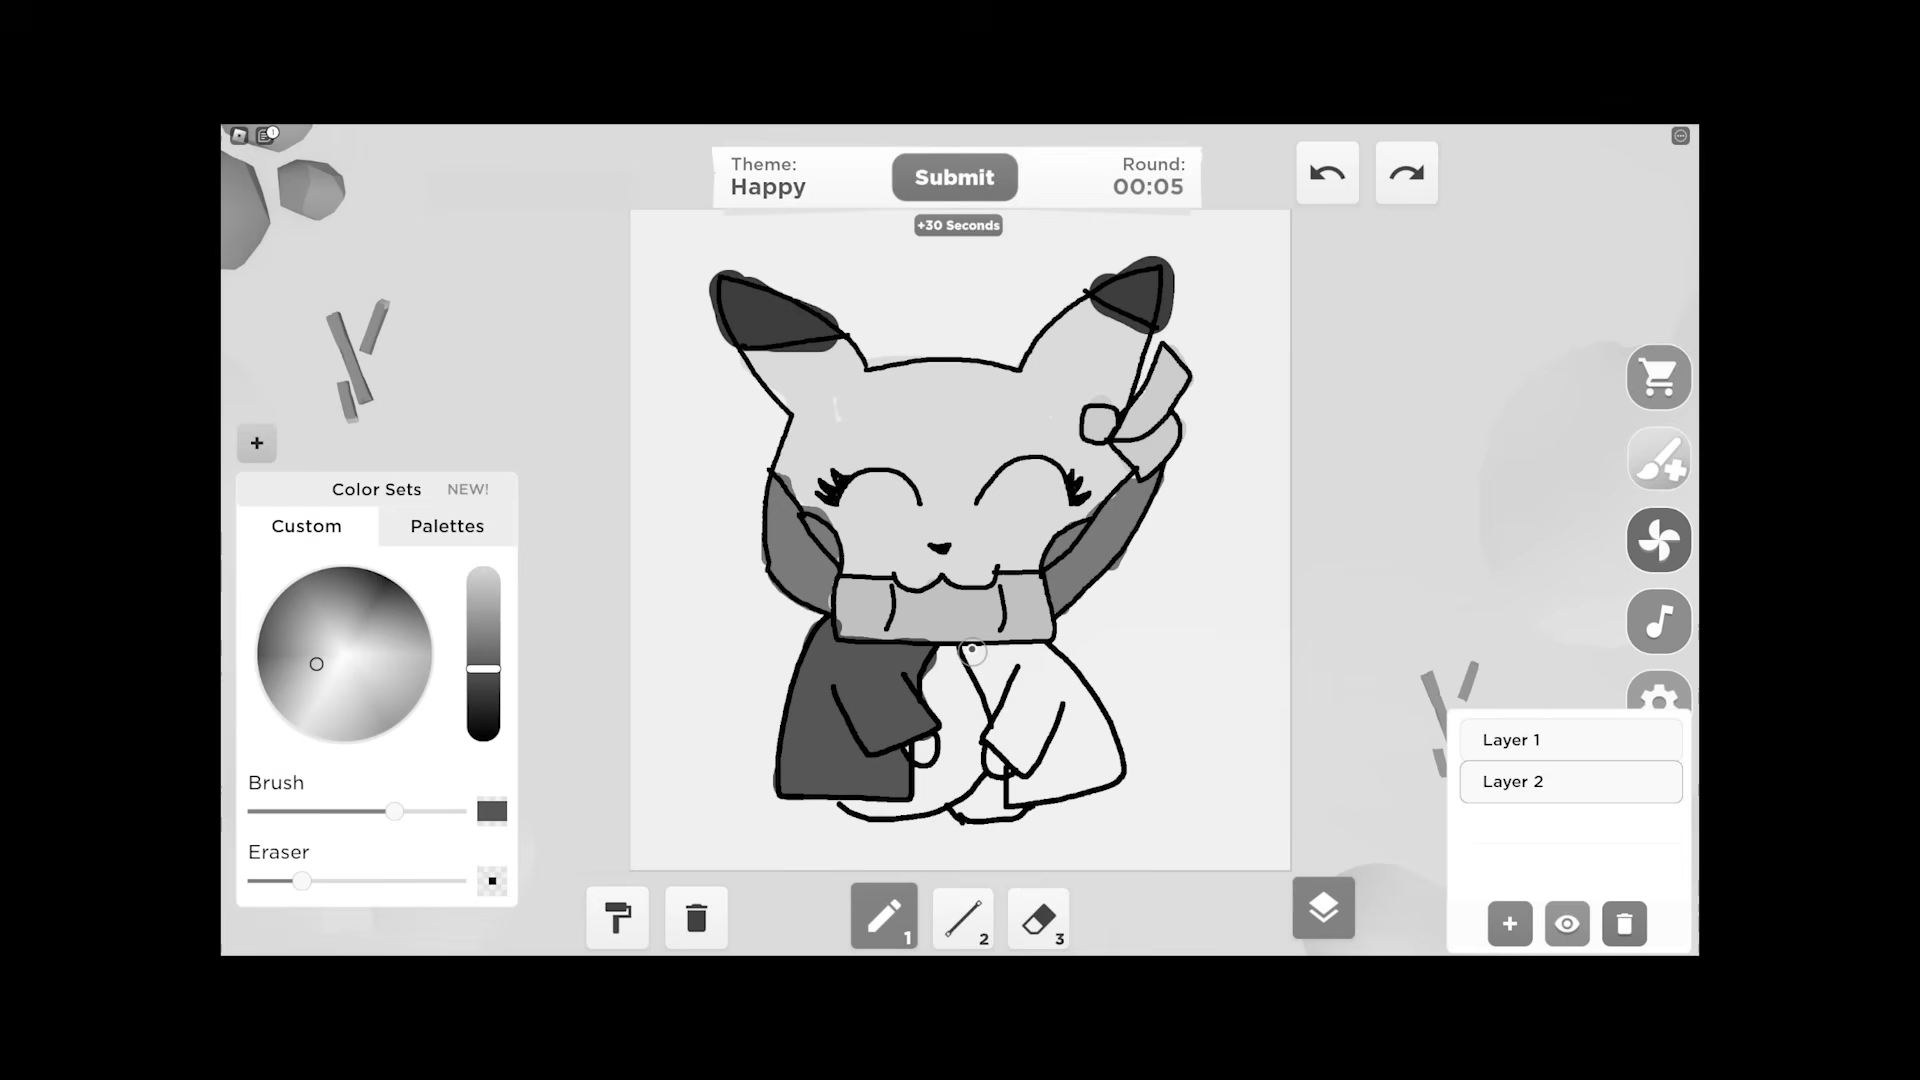 1
Theme:
Happy
Submit
Round:
00:05
+30 Seconds
+
Color Sets NEW!
Custom Palettes
Brush
Eraser
Layer 1
Layer 2
1
2
3
+